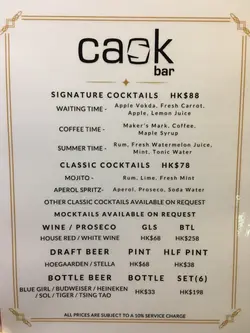 cask
bar
SIGNATURE COCKTAILS HK$88
WAITING TIME - Apple Vokda, Fresh Carrot,
Apple, Lemon Juice
COFFEE TIME - Maker's Mark, Coffee,
Maple Syrup
SUMMER TIME - Rum, Fresh Watermelon Juice,
Mint, Tonic Water
CLASSIC COCKTAILS HK$78
MOJITO - Rum, Lime, Fresh Mint
APEROL SPRITZ- Aperol, Proseco, Soda Water
OTHER CLASSIC COCKTAILS AVAILABLE ON REQUEST
MOCKTAILS AVAILABLE ON REQUEST
WINE / PROSECO GLS BTL
HOUSE RED / WHITE WINE HK$68 HK$258
DRAFT BEER PINT HLF PINT
HOEGAARDEN / STELLA HK$68 HK$38
BOTTLE BEER BOTTLE SET(6)
BLUE GIRL / BUDWEISER / HEINEKEN
/ SOL / TIGER / TSING TAO HK$33 HK$198
ALL PRICES ARE SUBJECT TO A 10% SERVICE CHARGE